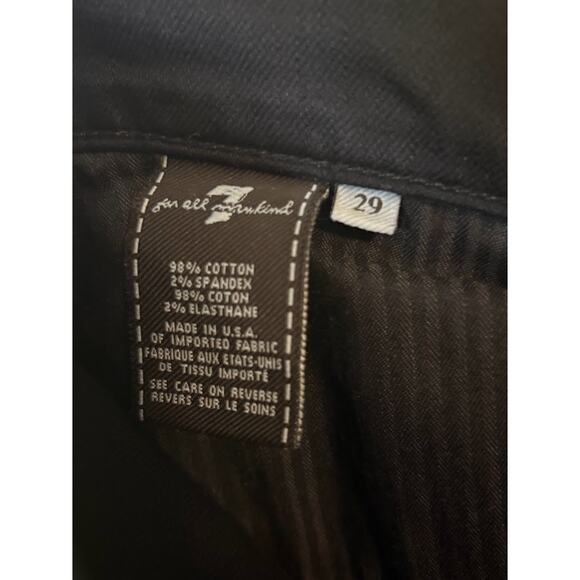 7
for all mankind
29
98% COTTON
2% SPANDEX
98% COTON
2% ELASTHANE
MADE IN U.S.A.
OF IMPORTED FABRIC
FABRIQUE AUX ETATS-UNIS
DE TISSU IMPORTÉ
SEE CARE ON REVERSE
REVERS SUR LE SOINS